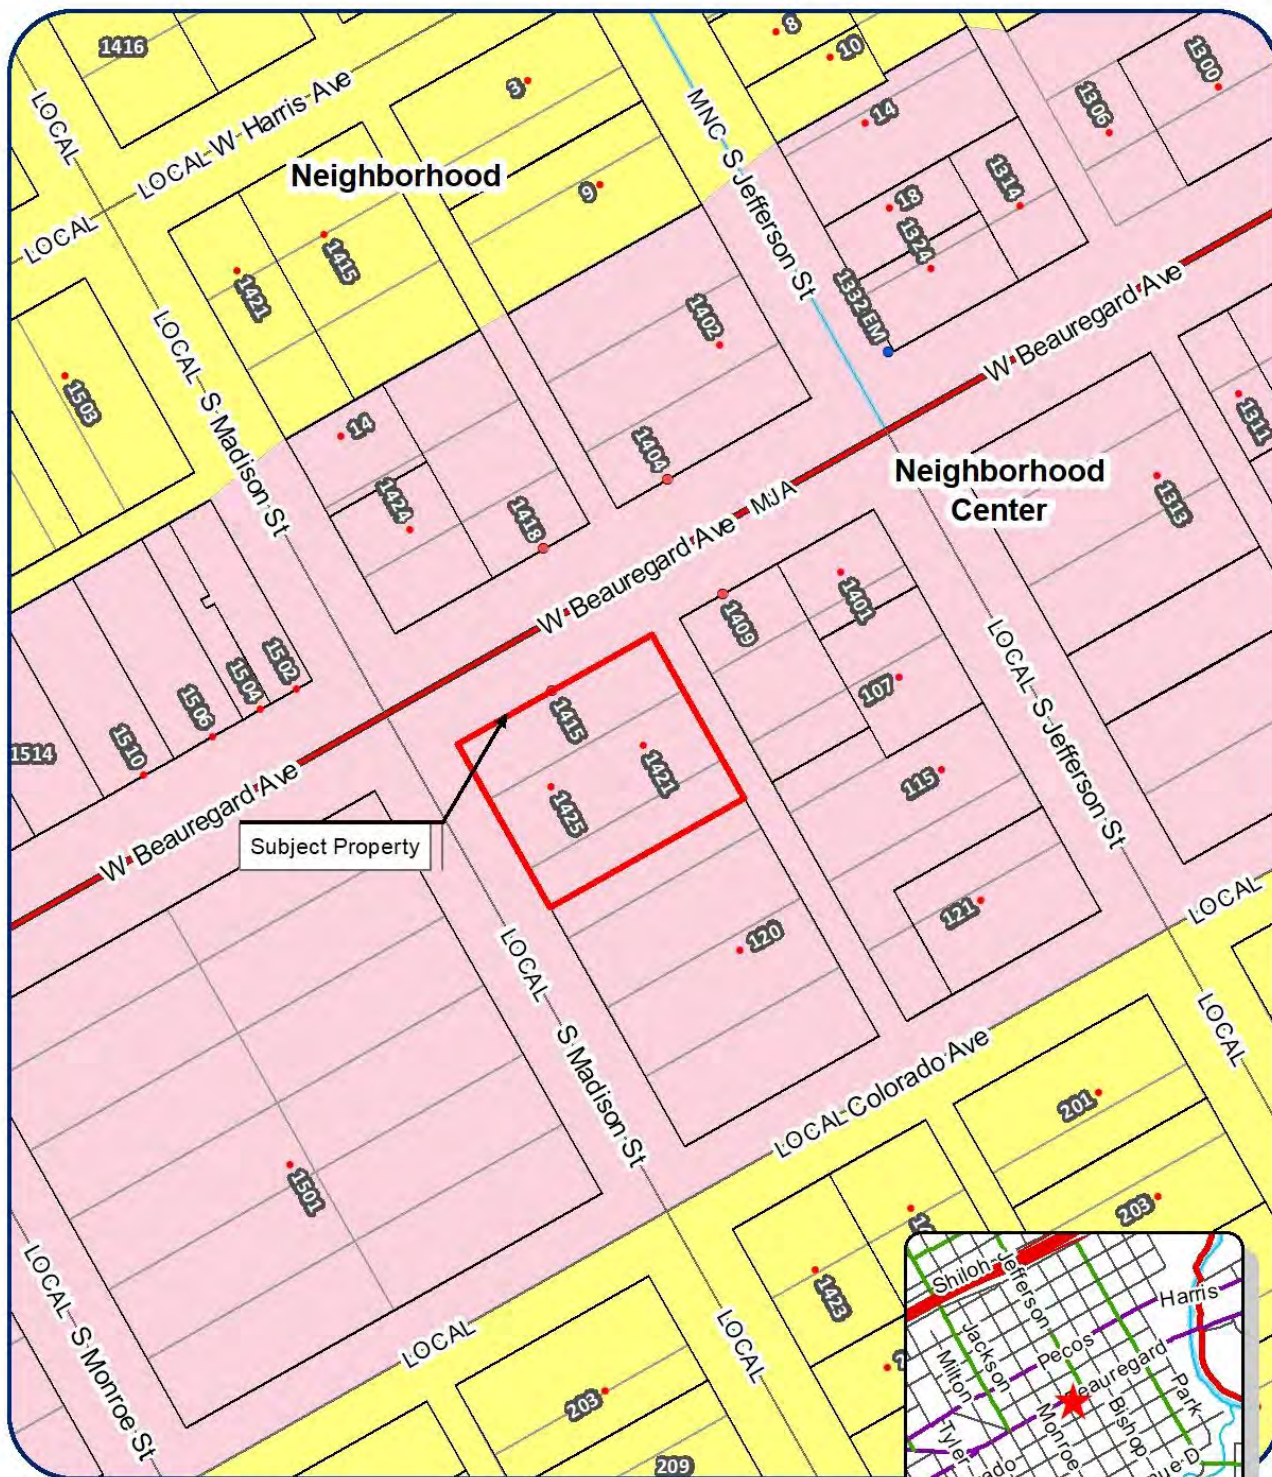 1416
8
10
1300
LOCAL
LOCAL W Harris Ave
3
MNC S Jefferson St
14
1306
Neighborhood
9
18
1314
LOCAL
1415
1324
1421
1332 EM
W Beauregard Ave
LOCAL S Madison St
1402
1503
14
1404
Neighborhood
Center
1311
1424
1418
W Beauregard Ave MJA
1313
1401
1409
1502
1504
1506
1510
1514
107
LOCAL S Jefferson St
1415
1421
1425
115
W Beauregard Ave
Subject Property
121
LOCAL
120
LOCAL S Madison St
LOCAL
LOCAL Colorado Ave
201
1501
203
1423
LOCAL S Monroe St
LOCAL
LOCAL
203
209
Shiloh
Jefferson
Harris
Jackson
Pecos
Milton
eauregard
Park
Bishop
Monroe
Tyler
ado
ue D